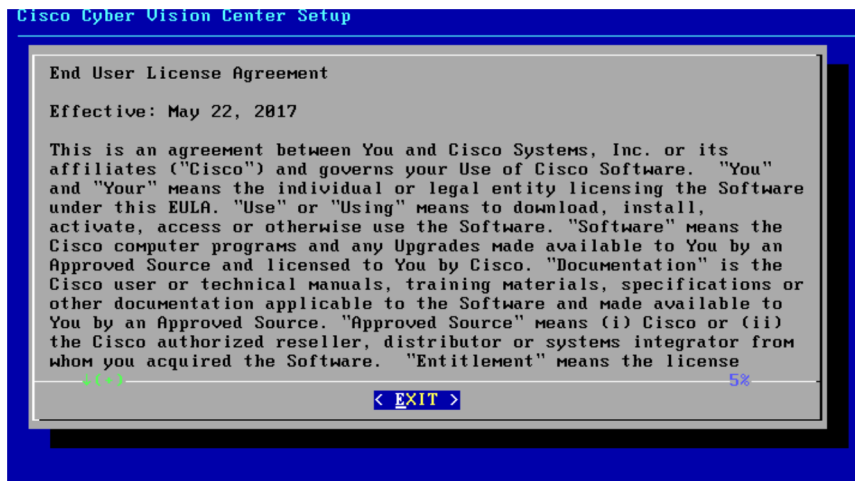 Cisco Cyber Vision Center Setup
End User License Agreement
Effective: May 22, 2017
This is an agreement between You and Cisco Systems, Inc. or its
affiliates ("Cisco") and governs your Use of Cisco Software.  "You"
and "Your" means the individual or legal entity licensing the Software
under this EULA. "Use" or "Using" means to download, install,
activate, access or otherwise use the Software. "Software" means the
Cisco computer programs and any Upgrades made available to You by an
Approved Source and licensed to You by Cisco. "Documentation" is the
Cisco user or technical manuals, training materials, specifications or
other documentation applicable to the Software and made available to
You by an Approved Source. "Approved Source" means (i) Cisco or (ii)
the Cisco authorized reseller, distributor or systems integrator from
whom you acquired the Software.  "Entitlement" means the license
↓(+) 5%
< EXIT >